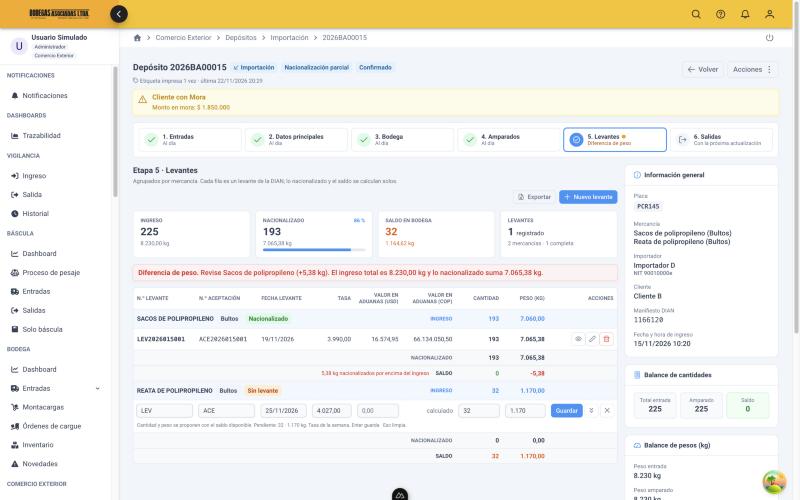 BODEGAS ASOCIADAS LTDA.
U
Usuario Simulado
Administrador
Comercio Exterior
NOTIFICACIONES
Notificaciones
DASHBOARDS
Trazabilidad
VIGILANCIA
Ingreso
Salida
Historial
BÁSCULA
Dashboard
Proceso de pesaje
Entradas
Salidas
Solo báscula
BODEGA
Dashboard
Entradas
Montacargas
Órdenes de cargue
Inventario
Novedades
COMERCIO EXTERIOR
Comercio Exterior > Depósitos > Importación > 2026BA00015
Depósito 2026BA00015 Importación Nacionalización parcial Confirmado
Etiqueta impresa 1 vez · última 22/11/2026 20:29
Volver Acciones
Cliente con Mora
Monto en mora: $ 1.850.000
1. Entradas
Al día
2. Datos principales
Al día
3. Bodega
Al día
4. Amparados
Al día
5. Levantes
Diferencia de peso
6. Salidas
Con la próxima actualización
Etapa 5 · Levantes
Agrupados por mercancía. Cada fila es un levante de la DIAN; lo nacionalizado y el saldo se calculan solos.
Exportar + Nuevo levante
INGRESO
225
8.230,00 kg
NACIONALIZADO 86 %
193
7.065,38 kg
SALDO EN BODEGA
32
1.164,62 kg
LEVANTES
1 registrado
2 mercancías · 1 completa
Diferencia de peso. Revise Sacos de polipropileno (+5,38 kg). El ingreso total es 8.230,00 kg y lo nacionalizado suma 7.065,38 kg.
N.º LEVANTE N.º ACEPTACIÓN FECHA LEVANTE TASA VALOR EN ADUANAS (USD) VALOR EN ADUANAS (COP) CANTIDAD PESO (KG) ACCIONES
SACOS DE POLIPROPILENO Bultos Nacionalizado INGRESO 193 7.060,00
LEV2026015001 ACE2026015001 19/11/2026 3.990,00 16.574,95 66.134.050,50 193 7.065,38
NACIONALIZADO 193 7.065,38
5,38 kg nacionalizados por encima del ingreso SALDO 0 -5,38
REATA DE POLIPROPILENO Bultos Sin levante INGRESO 32 1.170,00
LEV ACE 25/11/2026 4.027,00 0,00 calculado 32 1.170 Guardar
Cantidad y peso se proponen con el saldo disponible. Pendiente: 32 · 1.170 kg. Tasa de la semana. Enter guarda · Esc limpia.
NACIONALIZADO 0 0,00
SALDO 32 1.170,00
Información general
Placa
PCR145
Mercancía
Sacos de polipropileno (Bultos)
Reata de polipropileno (Bultos)
Importador
Importador D
NIT 90010000x
Cliente
Cliente B
Manifiesto DIAN
1166120
Fecha y hora de ingreso
15/11/2026 10:20
Balance de cantidades
Total entrada
225
Amparado
225
Saldo
0
Balance de pesos (kg)
Peso entrada
8.230 kg
Peso amparado
8.230 kg